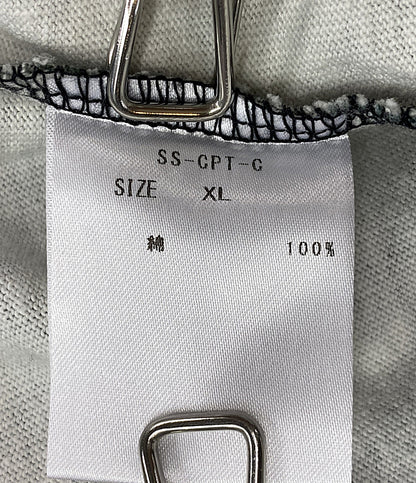 SS-CPT-C
SIZE XL
綿 100%